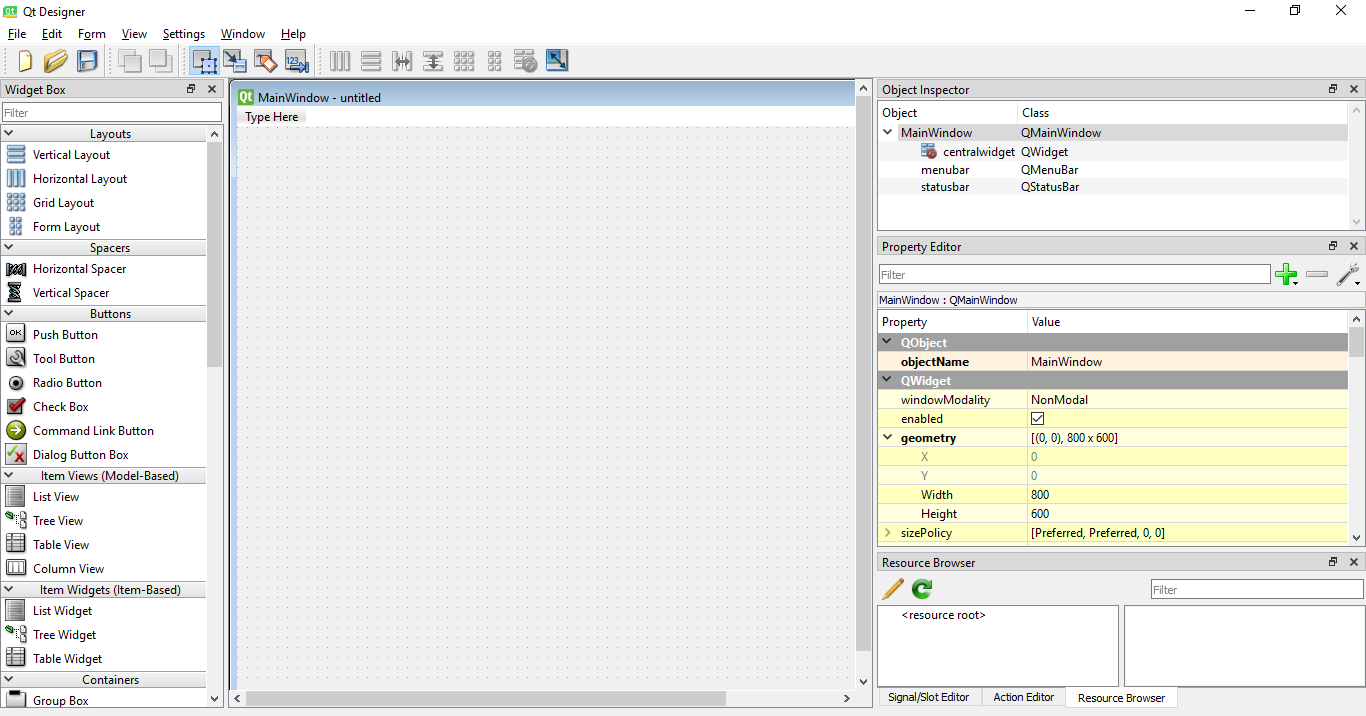 Qt Designer
File Edit Form View Settings Window Help
123
Widget Box
Filter
Layouts
Vertical Layout
Horizontal Layout
Grid Layout
Form Layout
Spacers
Horizontal Spacer
Vertical Spacer
Buttons
OK Push Button
Tool Button
Radio Button
Check Box
Command Link Button
Dialog Button Box
Item Views (Model-Based)
List View
Tree View
Table View
Column View
Item Widgets (Item-Based)
List Widget
Tree Widget
Table Widget
Containers
Group Box
Qt MainWindow - untitled
Type Here
Object Inspector
Object Class
MainWindow QMainWindow
centralwidget QWidget
menubar QMenuBar
statusbar QStatusBar
Property Editor
Filter
MainWindow : QMainWindow
Property Value
QObject
objectName MainWindow
QWidget
windowModality NonModal
enabled
geometry [(0, 0), 800 x 600]
X 0
Y 0
Width 800
Height 600
sizePolicy [Preferred, Preferred, 0, 0]
Resource Browser
Filter
<resource root>
Signal/Slot Editor Action Editor Resource Browser